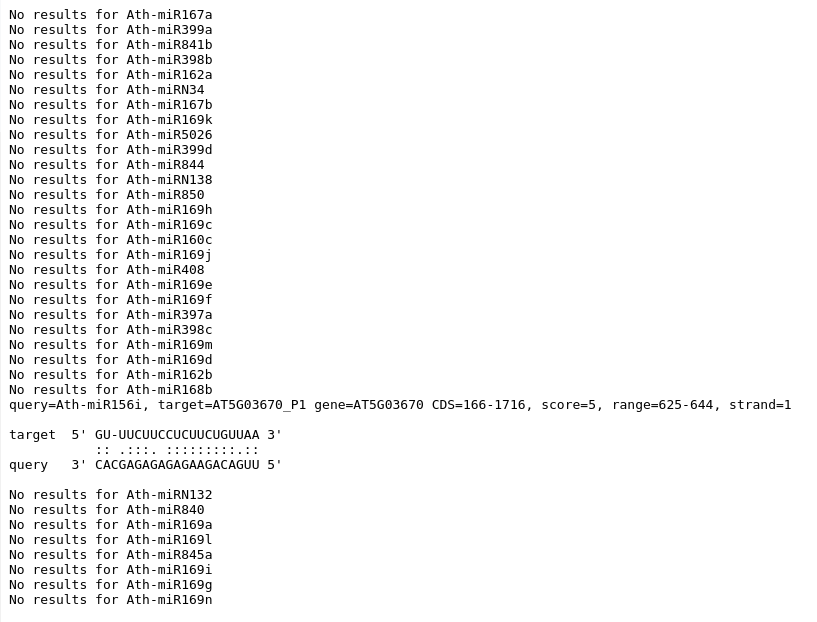 No results for Ath-miR167a
No results for Ath-miR399a
No results for Ath-miR841b
No results for Ath-miR398b
No results for Ath-miR162a
No results for Ath-miRN34
No results for Ath-miR167b
No results for Ath-miR169k
No results for Ath-miR5026
No results for Ath-miR399d
No results for Ath-miR844
No results for Ath-miRN138
No results for Ath-miR850
No results for Ath-miR169h
No results for Ath-miR169c
No results for Ath-miR160c
No results for Ath-miR169j
No results for Ath-miR408
No results for Ath-miR169e
No results for Ath-miR169f
No results for Ath-miR397a
No results for Ath-miR398c
No results for Ath-miR169m
No results for Ath-miR169d
No results for Ath-miR162b
No results for Ath-miR168b
query=Ath-miR156i, target=AT5G03670_P1 gene=AT5G03670 CDS=166-1716, score=5, range=625-644, strand=1
target  5' GU-UUCUUCCUCUUCUGUUAA 3'
           :: .:::. :::::::::.::
query   3' CACGAGAGAGAGAAGACAGUU 5'
No results for Ath-miRN132
No results for Ath-miR840
No results for Ath-miR169a
No results for Ath-miR169l
No results for Ath-miR845a
No results for Ath-miR169i
No results for Ath-miR169g
No results for Ath-miR169n